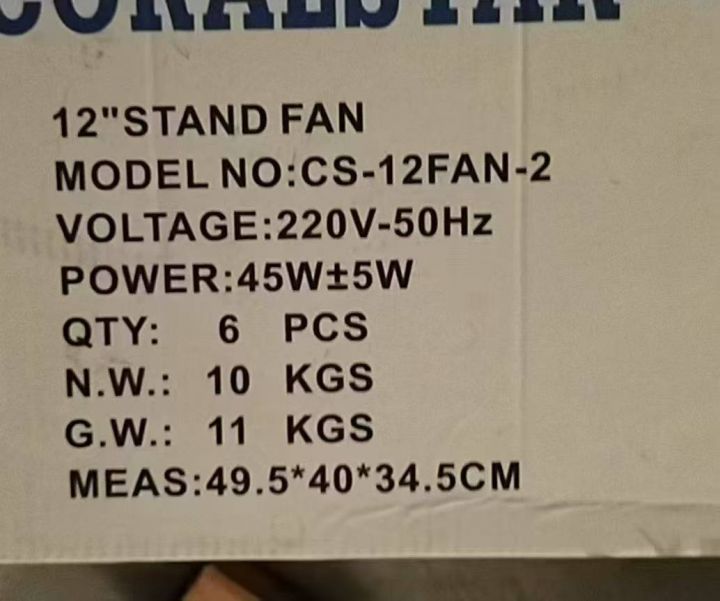 CORALSTAR
12"STAND FAN
MODEL NO:CS-12FAN-2
VOLTAGE:220V-50Hz
POWER:45W±5W
QTY: 6 PCS
N.W.: 10 KGS
G.W.: 11 KGS
MEAS:49.5*40*34.5CM